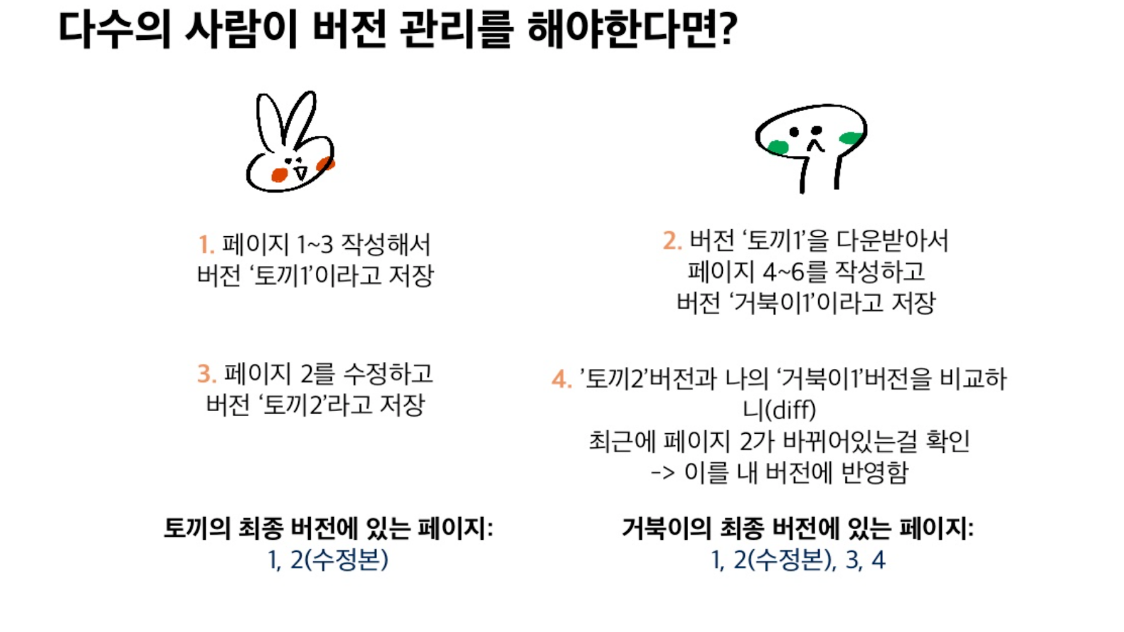 다수의 사람이 버전 관리를 해야한다면?
1. 페이지 1~3 작성해서
버전 ‘토끼1’이라고 저장
2. 버전 ‘토끼1’을 다운받아서
페이지 4~6를 작성하고
버전 ‘거북이1’이라고 저장
3. 페이지 2를 수정하고
버전 ‘토끼2’라고 저장
4. ’토끼2’버전과 나의 ‘거북이1’버전을 비교하
니(diff)
최근에 페이지 2가 바뀌어있는걸 확인
-> 이를 내 버전에 반영함
토끼의 최종 버전에 있는 페이지:
1, 2(수정본)
거북이의 최종 버전에 있는 페이지:
1, 2(수정본), 3, 4